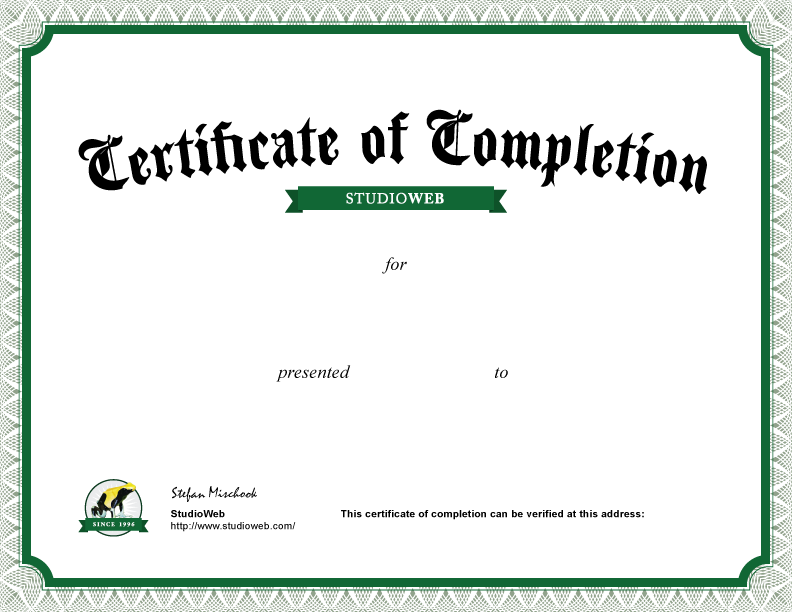 Certificate of Completion
STUDIOWEB
for
presented to
Stefan Mischook
SINCE 1996
StudioWeb
This certificate of completion can be verified at this address:
http://www.studioweb.com/